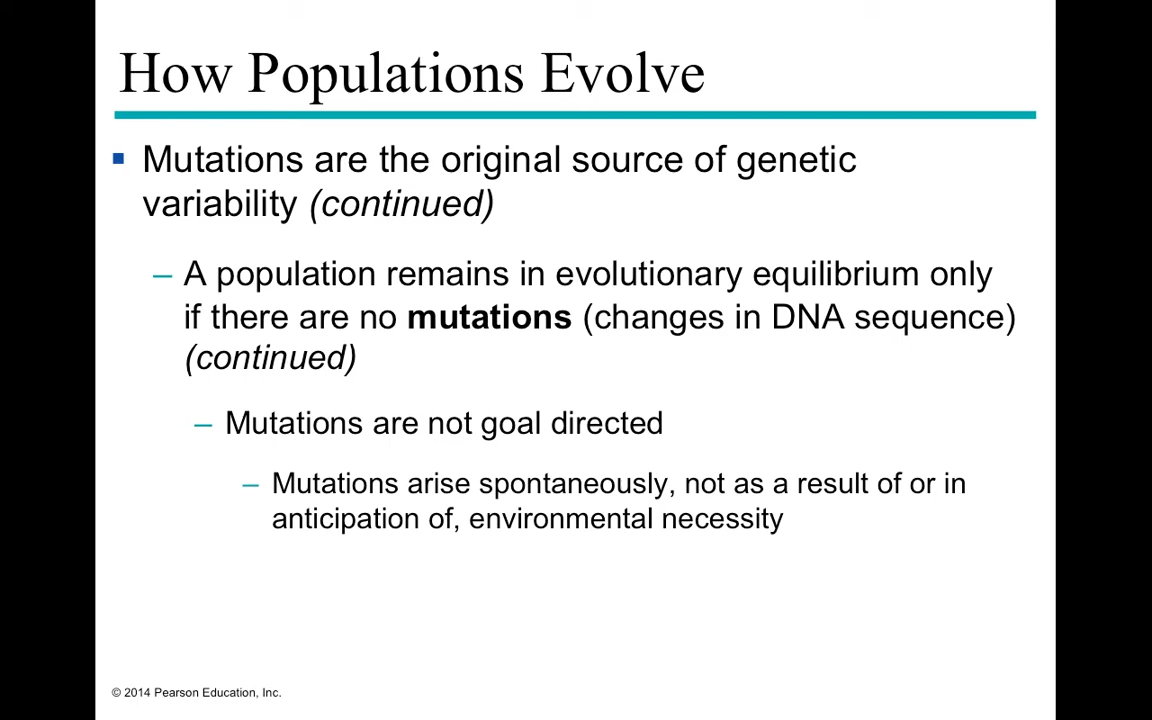 How Populations Evolve
▪ Mutations are the original source of genetic
variability (continued)
– A population remains in evolutionary equilibrium only
if there are no mutations (changes in DNA sequence)
(continued)
– Mutations are not goal directed
– Mutations arise spontaneously, not as a result of or in
anticipation of, environmental necessity
© 2014 Pearson Education, Inc.